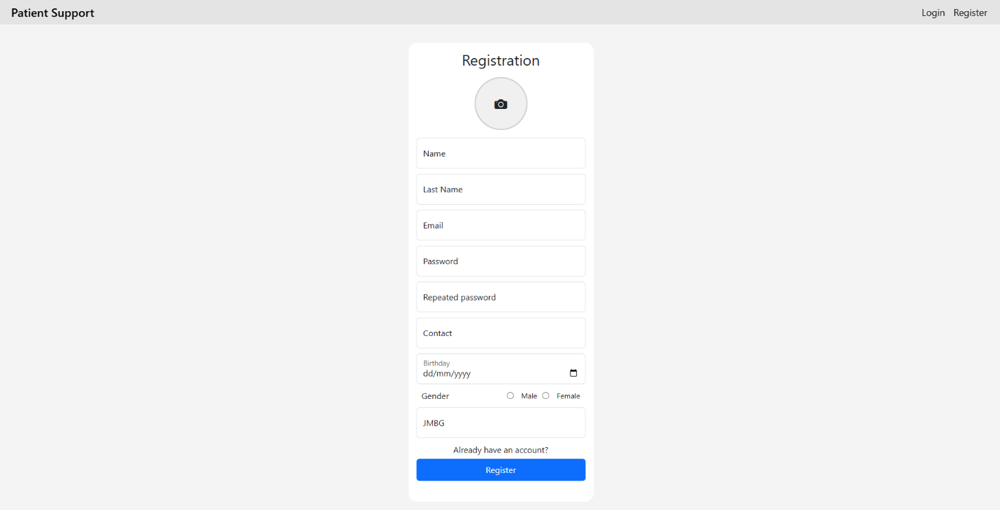 Patient Support
Login Register
Registration
Name
Last Name
Email
Password
Repeated password
Contact
Birthday
dd/mm/yyyy
Gender Male Female
JMBG
Already have an account?
Register